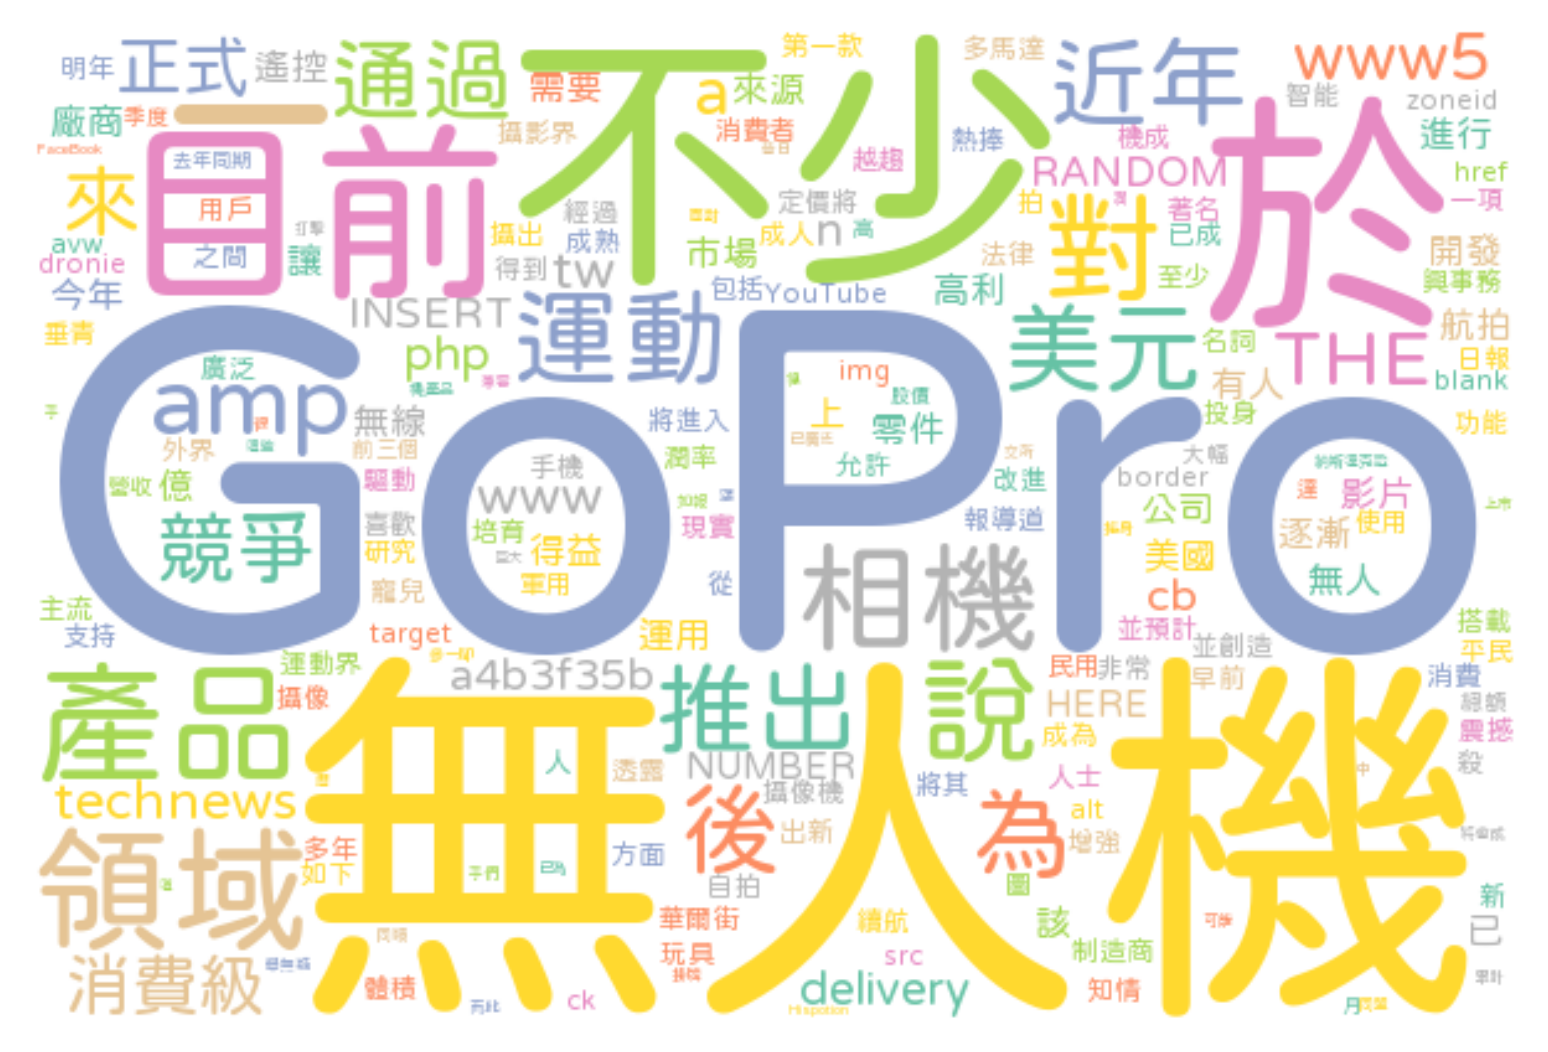 明年 正式 遙控 通過 不少 需要 第一款 多馬達 近年 www5
一 a 來源 智能 zoneid
廠商 季度 攝影界 消費者 熱捧 機成 進行
FaceBook 目前 越趨 RANDOM 於 href
去年同期 來 用戶 經過 定價將 拍 對 著名 一項
avw 之間 讓 攝出 成熟 市場 成人 n 高 法律 已成 開發
dronie 得到 tw 至少 興事務
今年 INSERT 運動 包括 YouTube 高利 美元 航拍
垂青 php 名詞 THE 日報
廣泛 GoPro img 有人 blank
amp 無線 將進入 上 股價 零件 投身 功能
外界 前三個 潤率 允許 手機 大幅
億 驅動 www 改進 border 影片
競爭 喜歡 培育 現實 報導道 公司 逐漸 使用
研究 得益 相機 美國 無人
寵兒 軍用 從 cb
主流 支持 target 運用 並預計 搭載
運動界 並創造 平民
產品 攝像 a4b3f35b 推出 說 民用 非常 早前 消費
無人機 HERE 總額
成為 震撼
technews 人 透露 NUMBER 將其 人士 殺
攝像機 alt
領域 多年 後 出新 為 增強
如下 方面
自拍 圖 新
華爾街 續航 該 已
消費級 玩具 src 制造商
體積 delivery 知情
ck 月